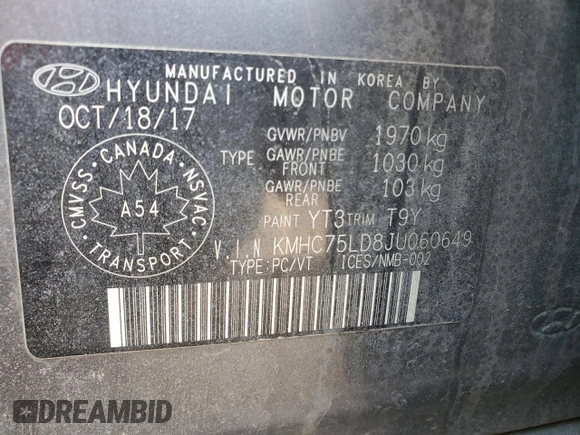 MANUFACTURED IN KOREA BY
HYUNDAI MOTOR COMPANY
OCT/18/17
GVWR/PNBV 1970 kg
TYPE GAWR/PNBE FRONT 1030 kg
GAWR/PNBE REAR 103 kg
CMVSS • CANADA • NSVAC
A54
TRANSPORT
PAINT YT3 TRIM T9Y
VIN KMHC75LD8JU060649
TYPE:PC/VT ICES/NMB-002
DREAMBID